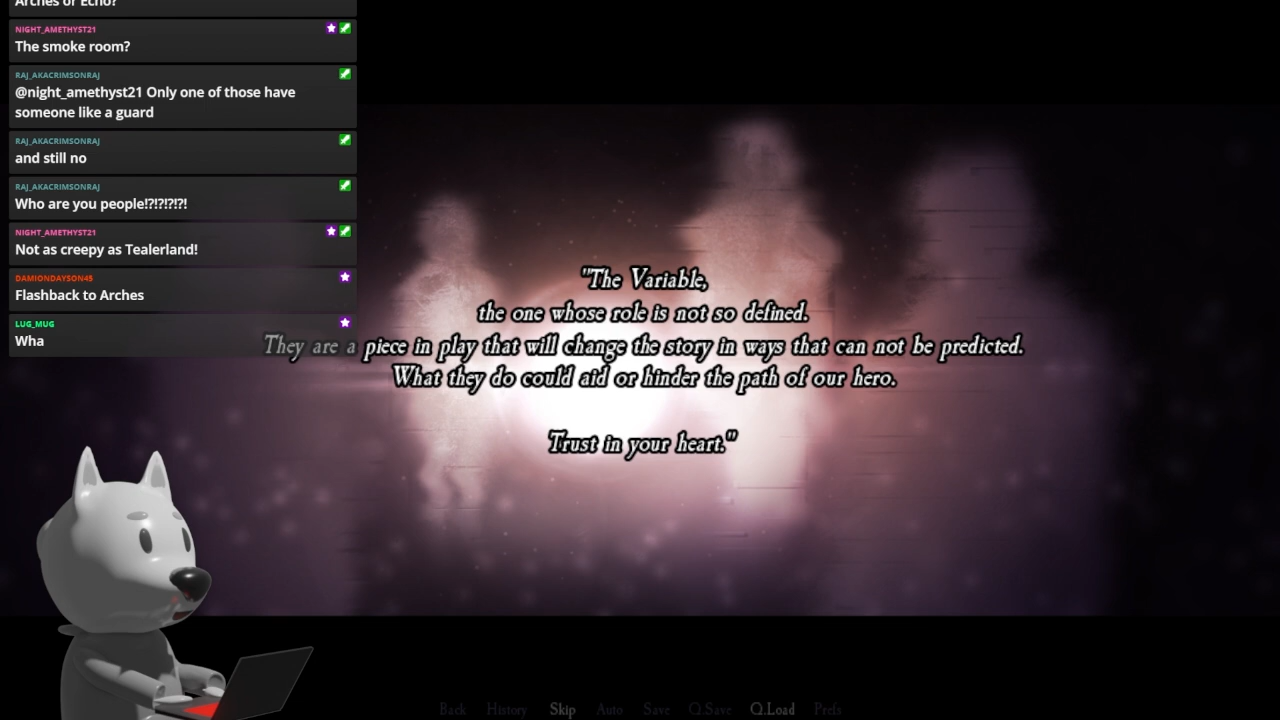 Arches or Echo?
NIGHT_AMETHYST21
The smoke room?
RAJ_AKACRIMSONRAJ
@night_amethyst21 Only one of those have
someone like a guard
RAJ_AKACRIMSONRAJ
and still no
RAJ_AKACRIMSONRAJ
Who are you people!?!?!?!?!
NIGHT_AMETHYST21
Not as creepy as Tealerland!
DAMIONDAYSON45
Flashback to Arches
LUG_MUG
Wha
"The Variable,
the one whose role is not so defined.
They are a piece in play that will change the story in ways that can not be predicted.
What they do could aid or hinder the path of our hero.
Trust in your heart."
Back History Skip Auto Save Q.Save Q.Load Prefs